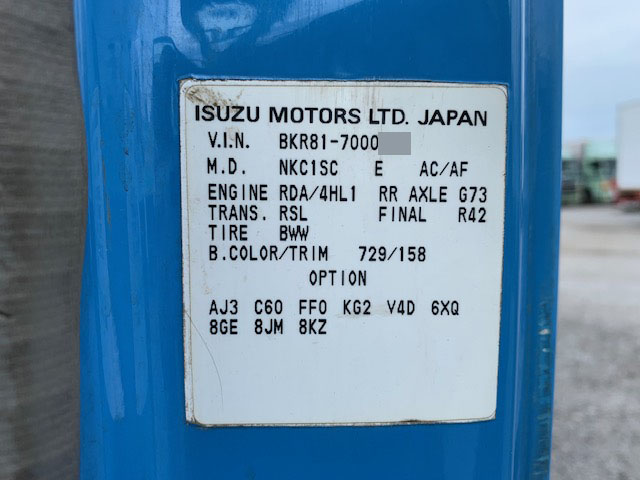 ISUZU MOTORS LTD. JAPAN
V.I.N. BKR81-7000
M.D. NKC1SC E AC/AF
ENGINE RDA/4HL1 RR AXLE G73
TRANS. RSL FINAL R42
TIRE BWW
B.COLOR/TRIM 729/158
OPTION
AJ3 C60 FFO KG2 V4D 6XQ
8GE 8JM 8KZ